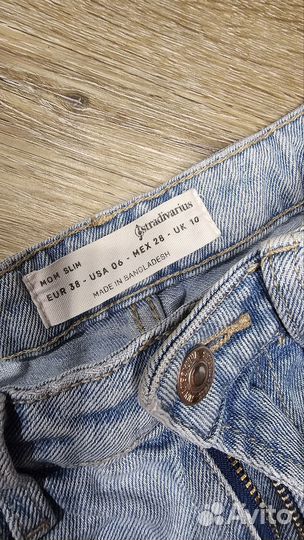 stradivarius
MOM SLIM
EUR 38 - USA 06 - MEX 28 - UK 10
MADE IN BANGLADESH
Avito